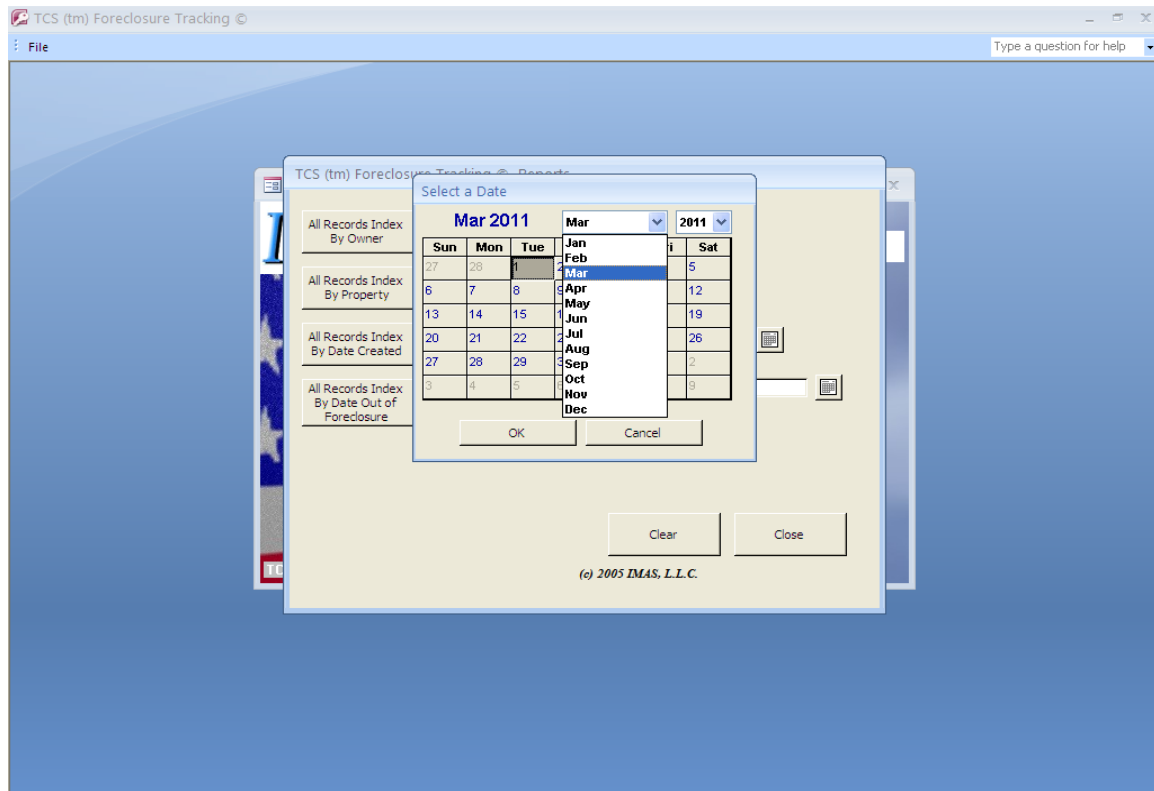 TCS (tm) Foreclosure Tracking ©
File
Type a question for help
TCS (tm) Foreclosure Tracking © Reports
Select a Date
Mar 2011
Mar
2011
Sun Mon Tue Sat
27 28 1 5
6 7 8 12
13 14 15 19
20 21 22 26
27 28 29 2
3 4 5 9
Jan
Feb
Mar
Apr
May
Jun
Jul
Aug
Sep
Oct
Nov
Dec
OK
Cancel
All Records Index
By Owner
All Records Index
By Property
All Records Index
By Date Created
All Records Index
By Date Out of
Foreclosure
Clear
Close
(c) 2005 IMAS, L.L.C.